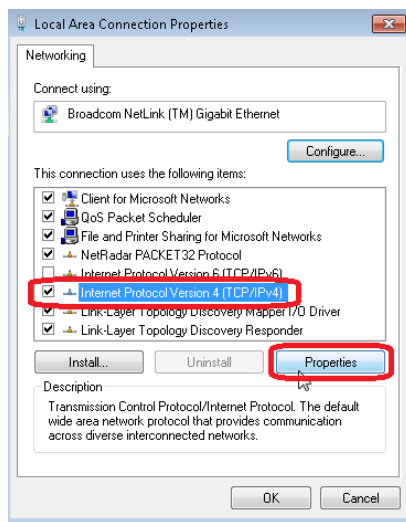 Local Area Connection Properties
Networking
Connect using:
Broadcom NetLink (TM) Gigabit Ethernet
Configure...
This connection uses the following items:
Client for Microsoft Networks
QoS Packet Scheduler
File and Printer Sharing for Microsoft Networks
NetRadar PACKET32 Protocol
Internet Protocol Version 6 (TCP/IPv6)
Internet Protocol Version 4 (TCP/IPv4)
Link-Layer Topology Discovery Mapper I/O Driver
Link-Layer Topology Discovery Responder
Install... Uninstall Properties
Description
Transmission Control Protocol/Internet Protocol. The default
wide area network protocol that provides communication
across diverse interconnected networks.
OK Cancel